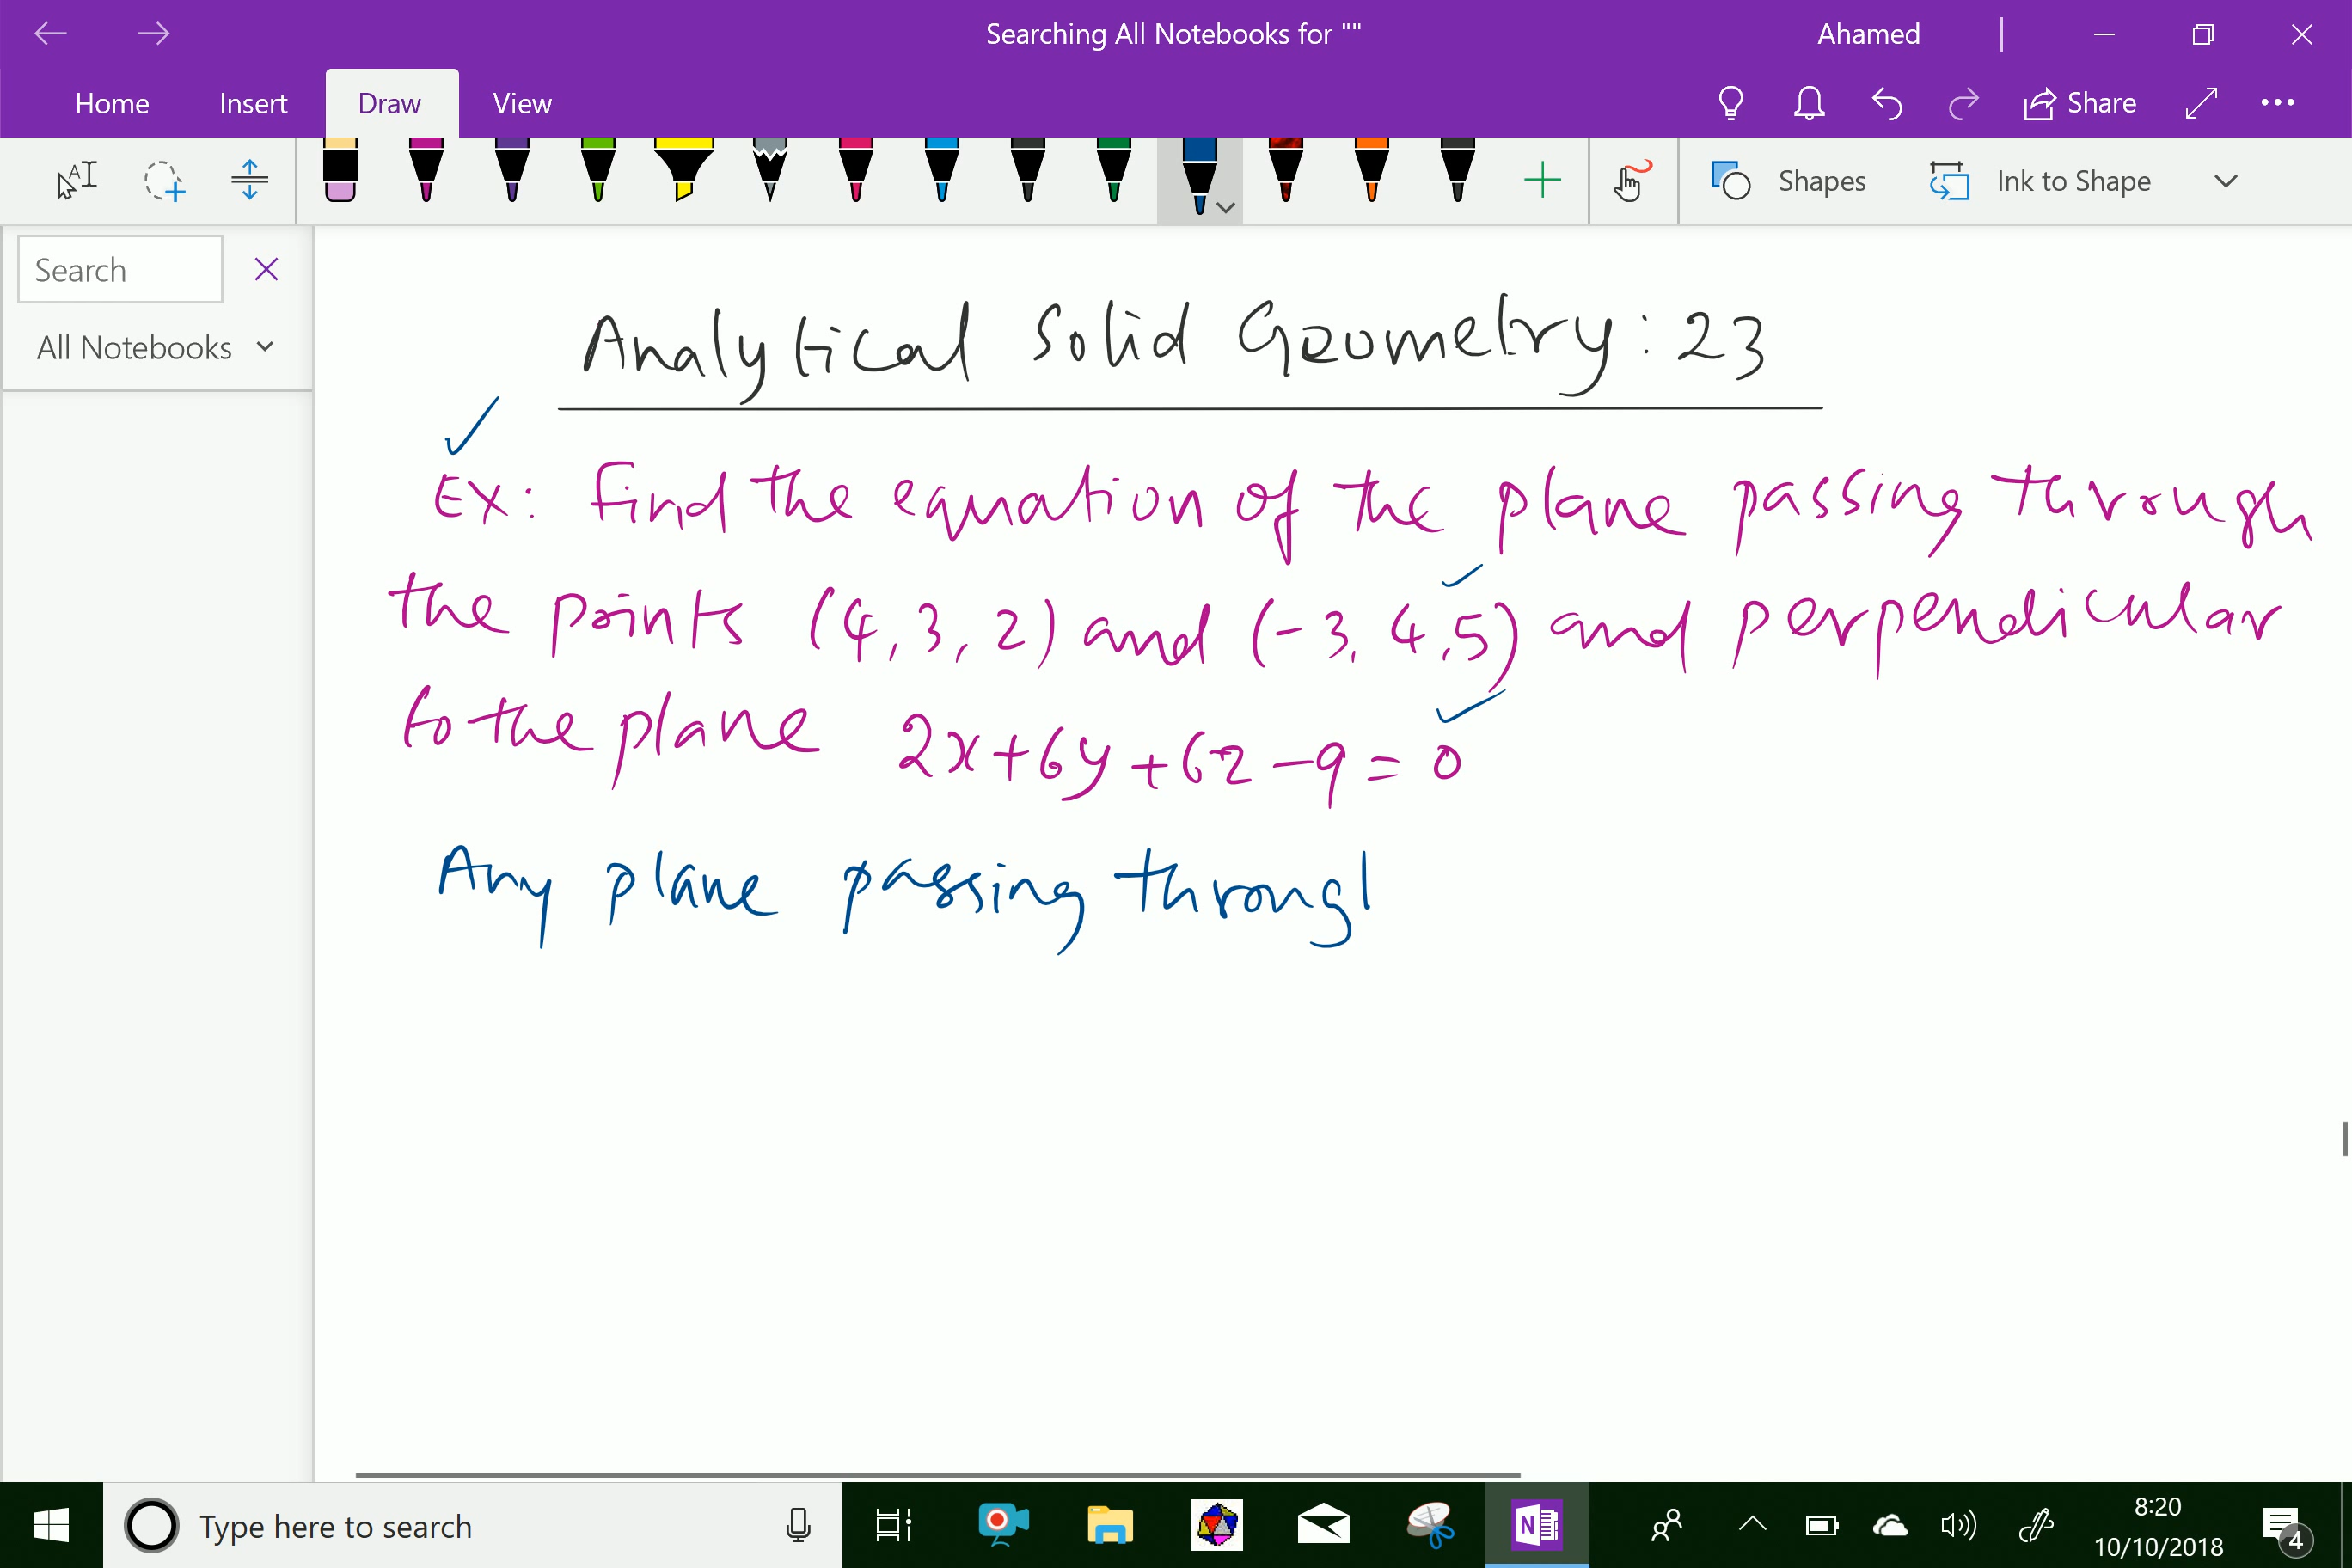 Searching All Notebooks for ""
Ahamed
Home Insert Draw View
Share
Shapes
Ink to Shape
Search
All Notebooks
Analytical Solid Geometry: 23
Ex: Find the equation of the plane passing through
the points (4, 3, 2) and (-3, 4, 5) and perpendicular
to the plane 2x+6y+6z-9=0
Any plane passing throug
Type here to search
8:20
10/10/2018
4